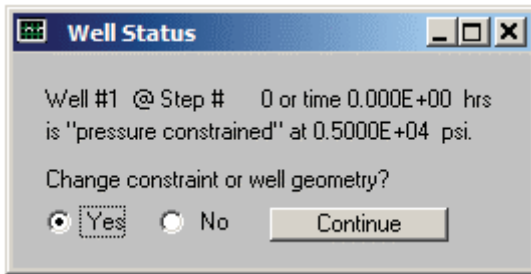 Well Status
Well #1 @ Step # 0 or time 0.000E+00 hrs
is "pressure constrained" at 0.5000E+04 psi.
Change constraint or well geometry?
Yes No Continue